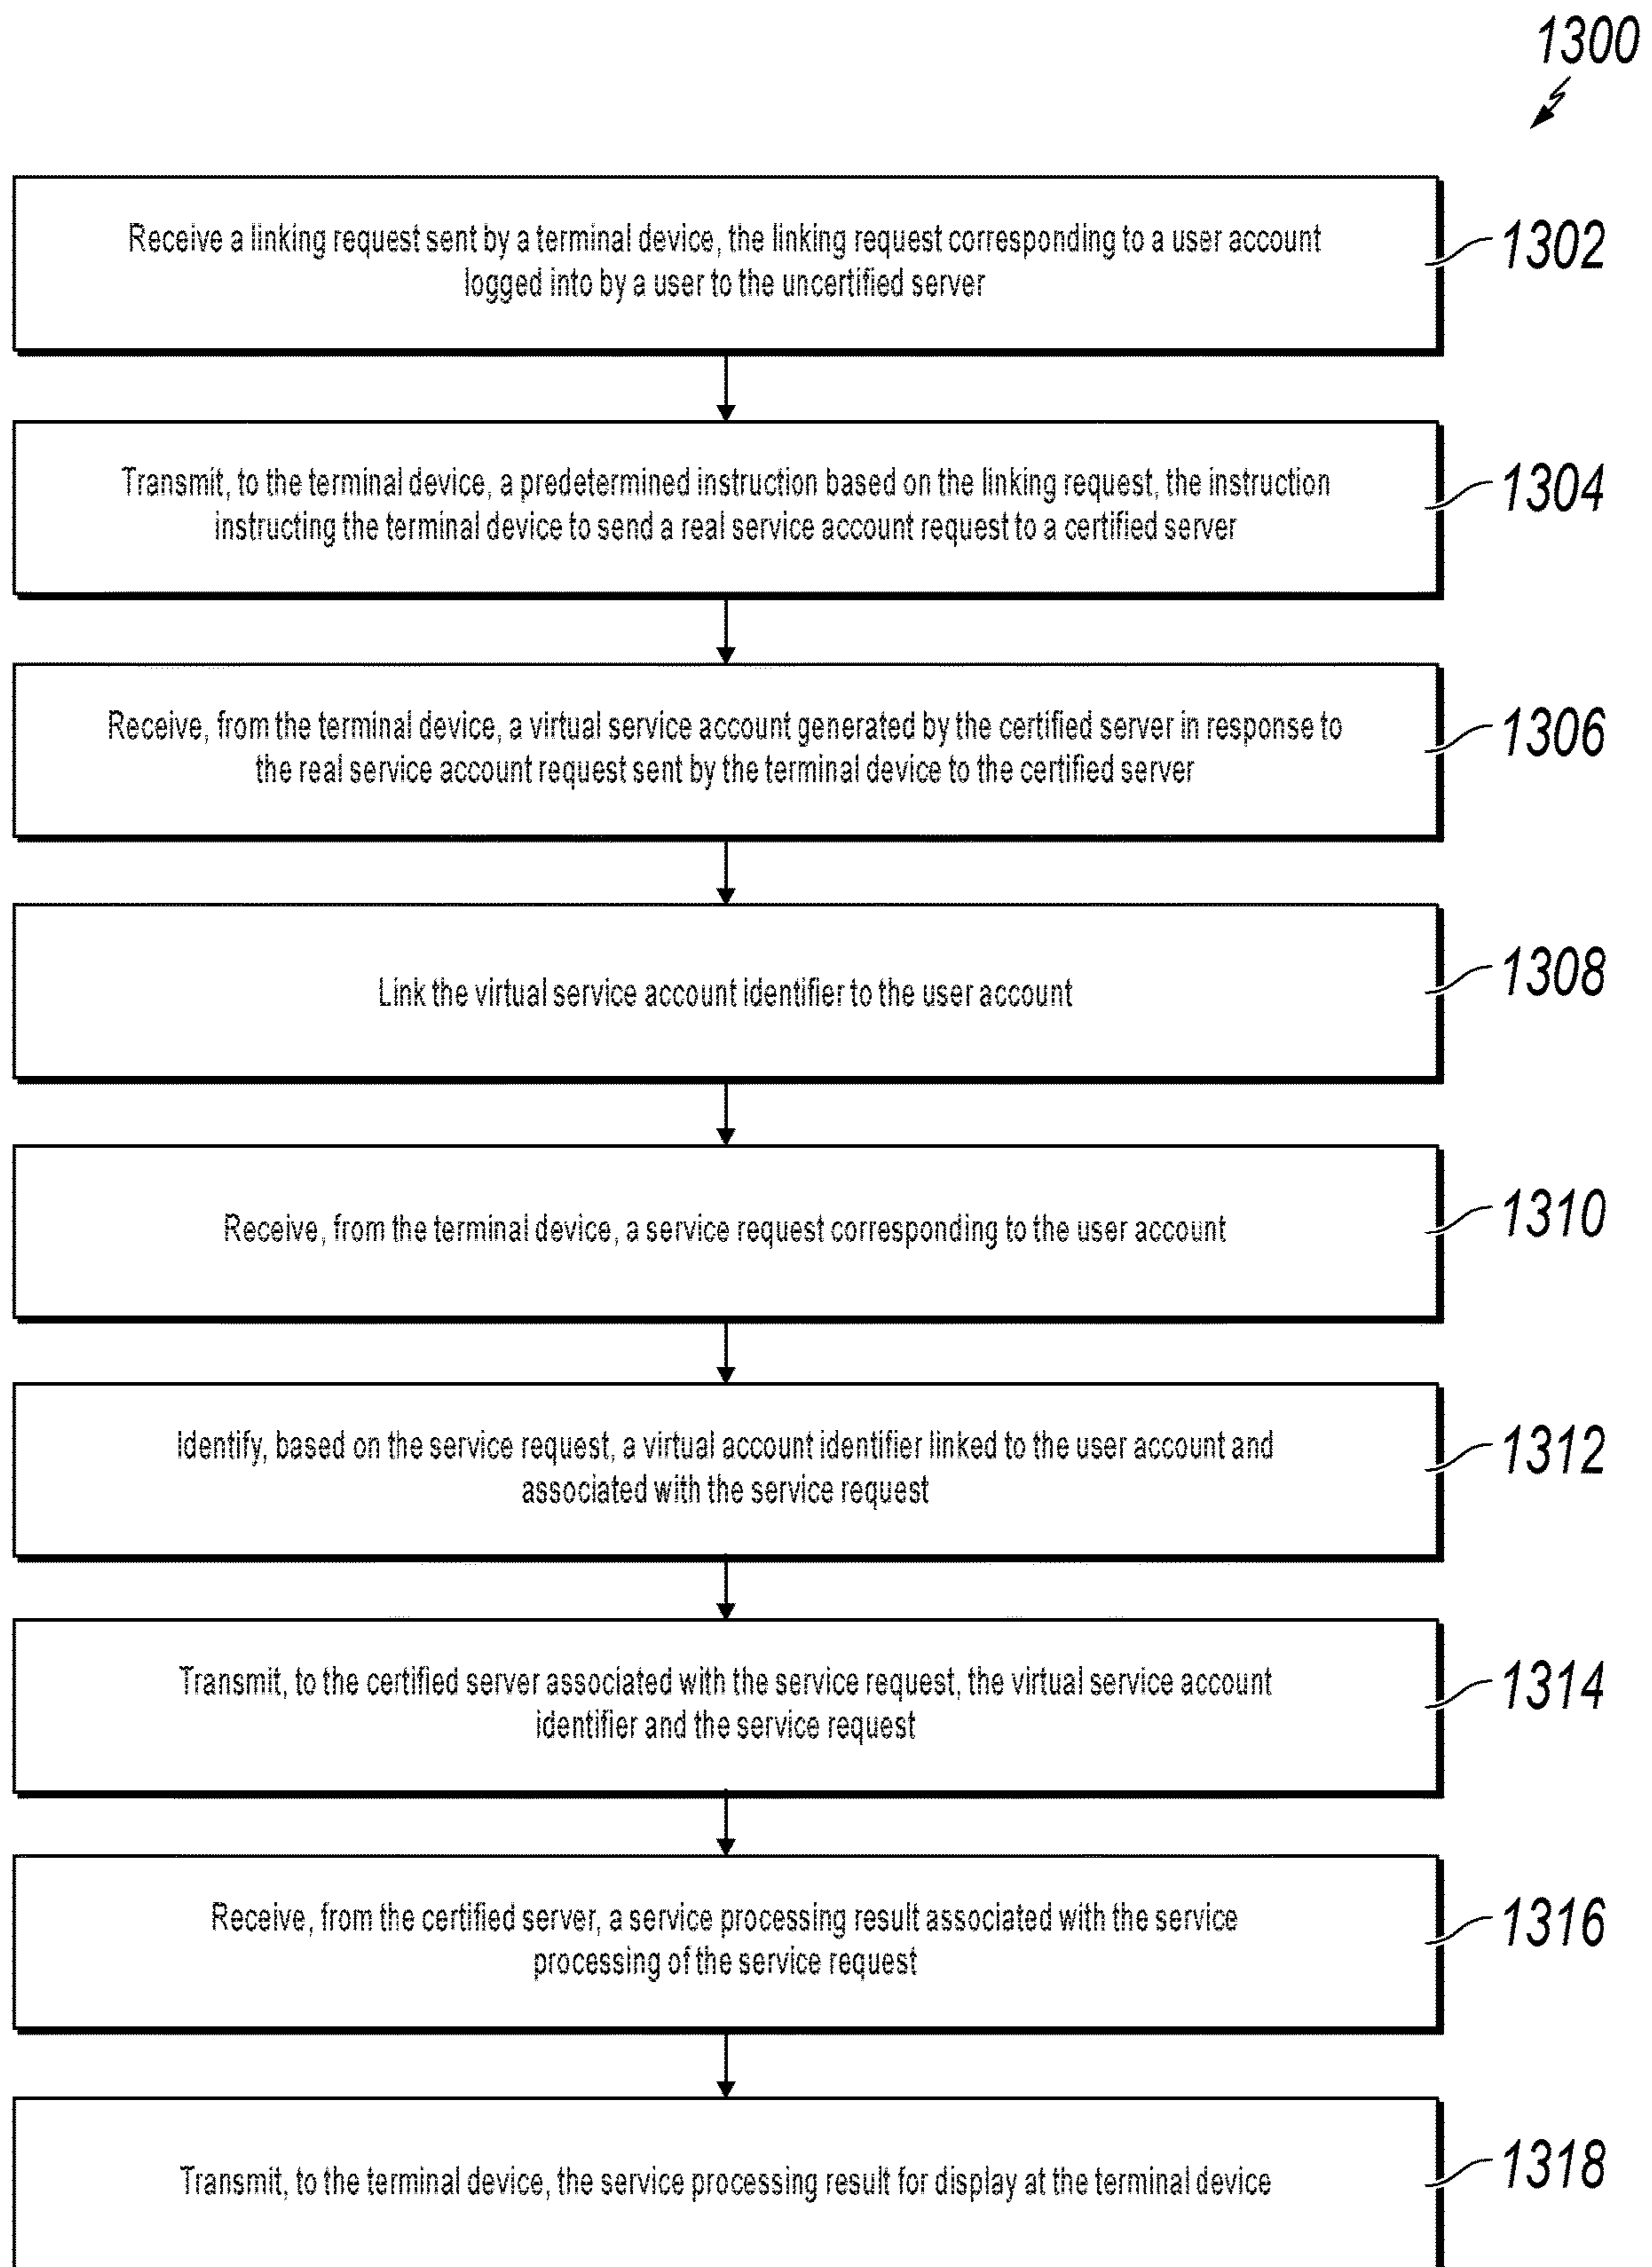 1300
Receive a linking request sent by a terminal device, the linking request corresponding to a user account
logged into by a user to the uncertified server
1302
Transmit, to the terminal device, a predetermined instruction based on the linking request, the instruction
instructing the terminal device to send a real service account request to a certified server
1304
Receive, from the terminal device, a virtual service account generated by the certified server in response to
the real service account request sent by the terminal device to the certified server
1306
Link the virtual service account identifier to the user account
1308
Receive, from the terminal device, a service request corresponding to the user account
1310
Identify, based on the service request, a virtual account identifier linked to the user account and
associated with the service request
1312
Transmit, to the certified server associated with the service request, the virtual service account
identifier and the service request
1314
Receive, from the certified server, a service processing result associated with the service
processing of the service request
1316
Transmit, to the terminal device, the service processing result for display at the terminal device
1318